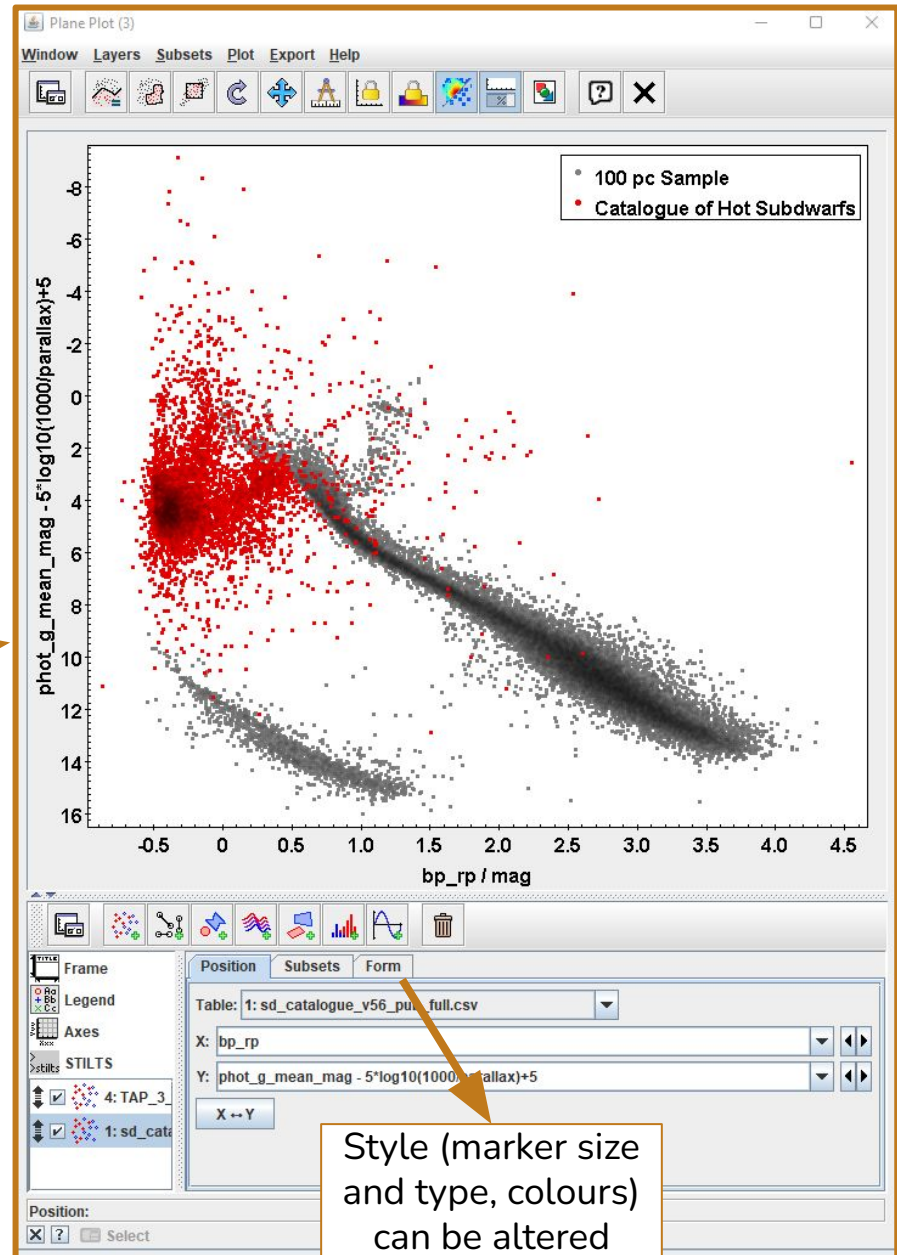 Plane Plot (3)
Window Layers Subsets Plot Export Help
100 pc Sample
Catalogue of Hot Subdwarfs
phot_g_mean_mag - 5*log10(1000/parallax)+5
-8
-6
-4
-2
0
2
4
6
8
10
12
14
16
-0.5 0 0.5 1.0 1.5 2.0 2.5 3.0 3.5 4.0 4.5
bp_rp / mag
Frame
Legend
Axes
STILTS
4: TAP_3_
1: sd_cata
Position Subsets Form
Table: 1: sd_catalogue_v56_pu full.csv
X: bp_rp
Y: phot_g_mean_mag - 5*log10(1000/parallax)+5
X ↔ Y
Style (marker size
and type, colours)
can be altered
Position:
Select